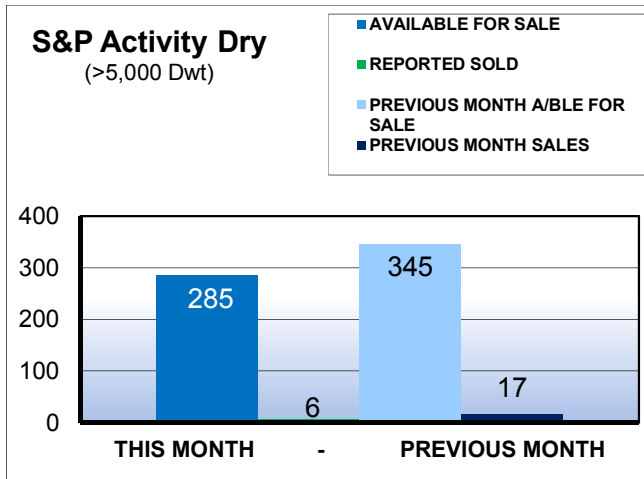 S&P Activity Dry
(>5,000 Dwt)
AVAILABLE FOR SALE
REPORTED SOLD
PREVIOUS MONTH A/BLE FOR
SALE
PREVIOUS MONTH SALES
400
300
200
100
0
285
6
345
17
THIS MONTH - PREVIOUS MONTH